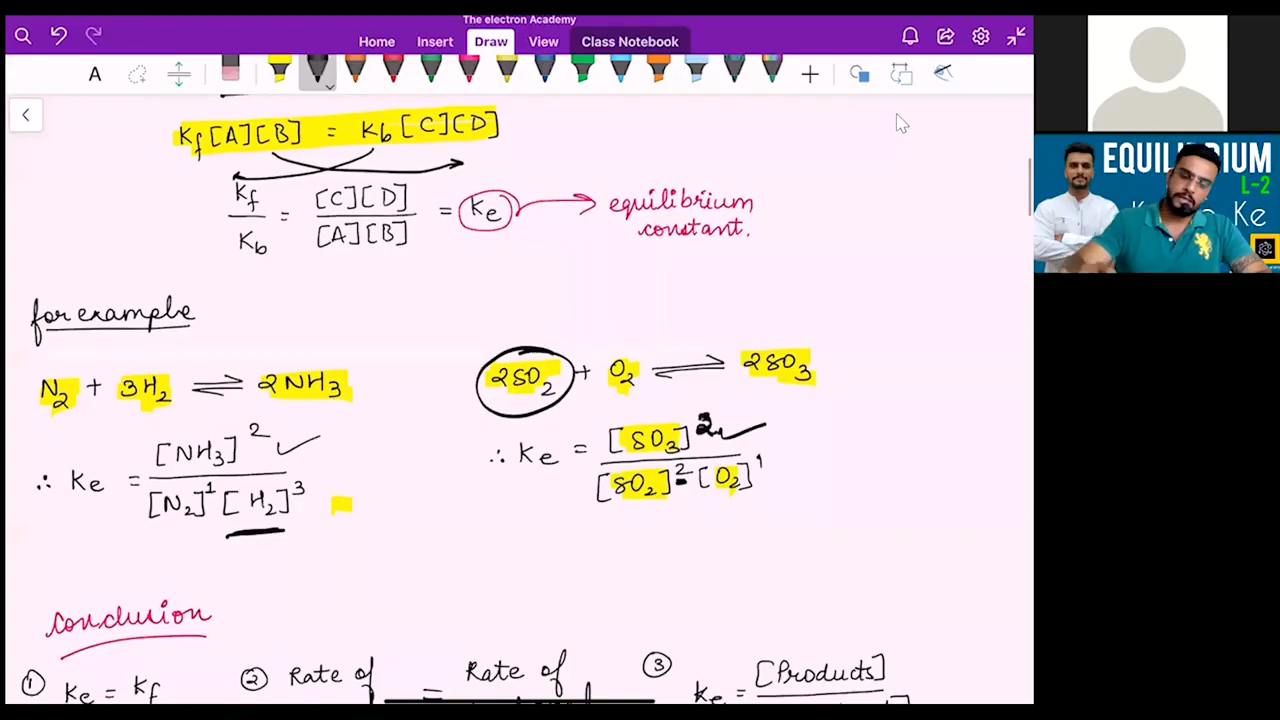 The electron Academy
Home Insert Draw View Class Notebook
A
EQUILIBRIUM
L-2
K Ke
Kf[A][B] = Kb[C][D]
Kf/Kb = [C][D]/[A][B] = Ke → equilibrium constant.
for example
N2 + 3H2 ⇌ 2NH3
∴ Ke = [NH3]^2 / [N2]^1 [H2]^3 ✓
2SO2 + O2 ⇌ 2SO3
∴ Ke = [SO3]^2 / [SO2]^2 [O2]^1 ✓
conclusion
① Ke = Kf
② Rate of = Rate of
③ Ke = [Products]